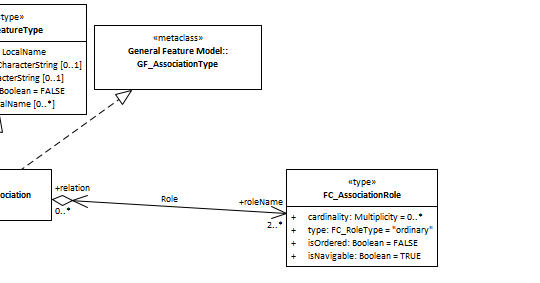 type»
atureType
LocalName
CharacterString [0..1]
acterString [0..1]
Boolean = FALSE
alName [0..*]
«metaclass»
General Feature Model::
GF_AssociationType
ociation
+relation
0..*
Role
+roleName
2..*
«type»
FC_AssociationRole
+ cardinality: Multiplicity = 0..*
+ type: FC_RoleType = "ordinary"
+ isOrdered: Boolean = FALSE
+ isNavigable: Boolean = TRUE